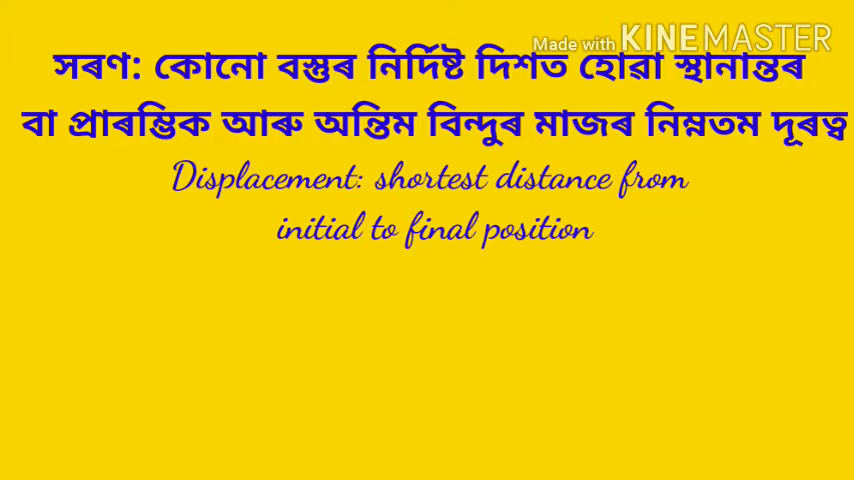 Made with KINEMASTER
সৰণ: কোনো বস্তুৰ নিৰ্দিষ্ট দিশত হোৱা স্থানান্তৰ
বা প্ৰাৰম্ভিক আৰু অন্তিম বিন্দুৰ মাজৰ নিম্নতম দূৰত্ব
Displacement: shortest distance from
initial to final position